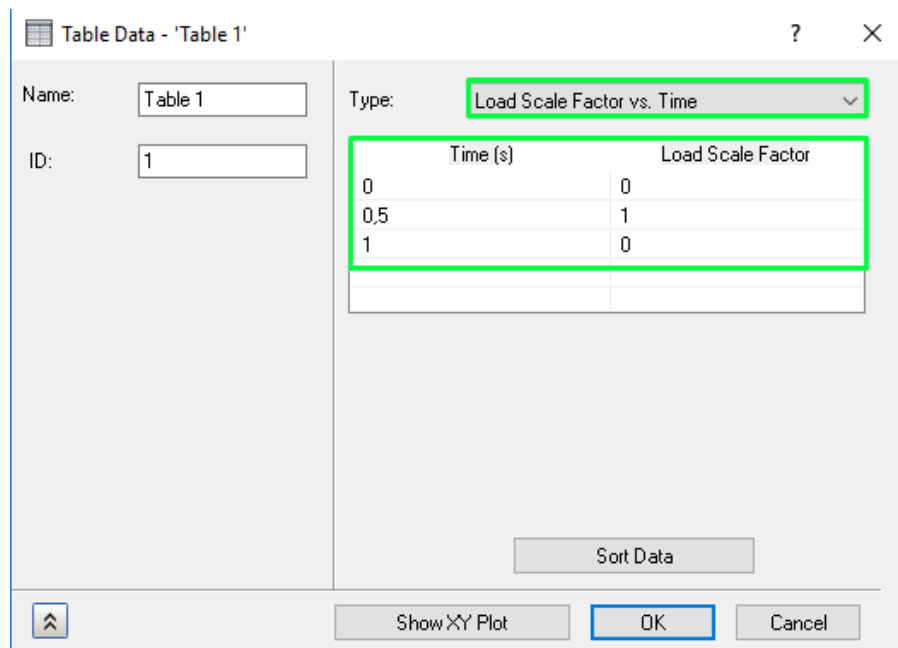 Table Data - 'Table 1'
?
Name:
Table 1
Type:
Load Scale Factor vs. Time
ID:
1
Time (s) Load Scale Factor
0 0
0,5 1
1 0
Sort Data
Show XY Plot
OK
Cancel